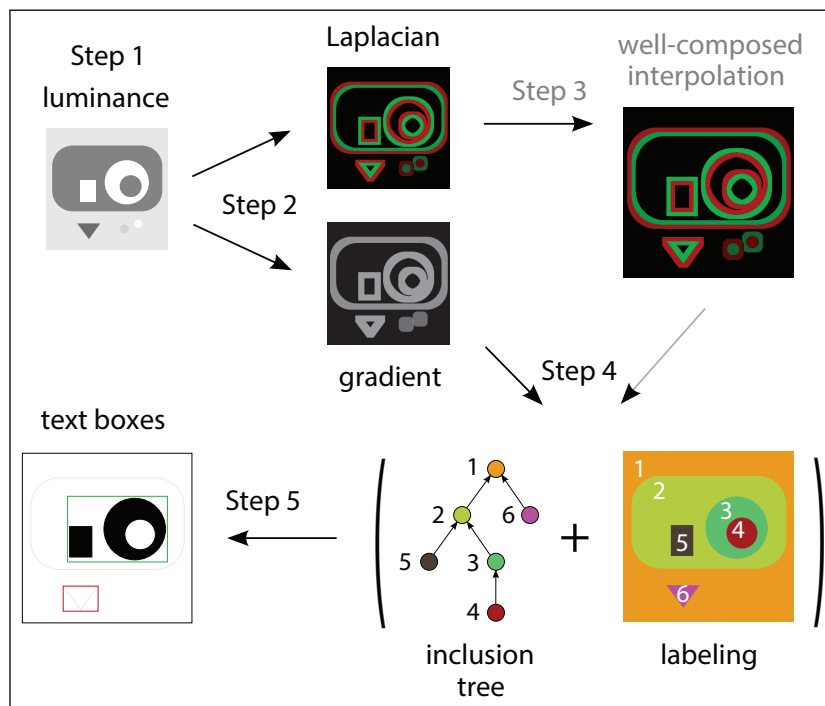 Step 1
luminance
Laplacian
well-composed
interpolation
Step 3
Step 2
gradient
Step 4
text boxes
Step 5
1
2
6
5
3
4
+
1
2
3
4
5
6
inclusion
tree
labeling